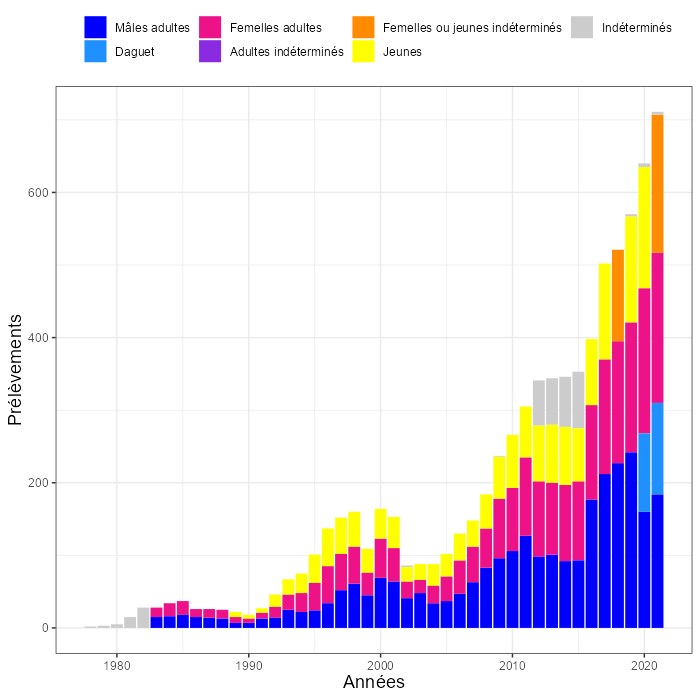 Mâles adultes Femelles adultes Femelles ou jeunes indéterminés Indéterminés
Daguet Adultes indéterminés Jeunes
600
400
200
0
Prélèvements
1980 1990 2000 2010 2020
Années